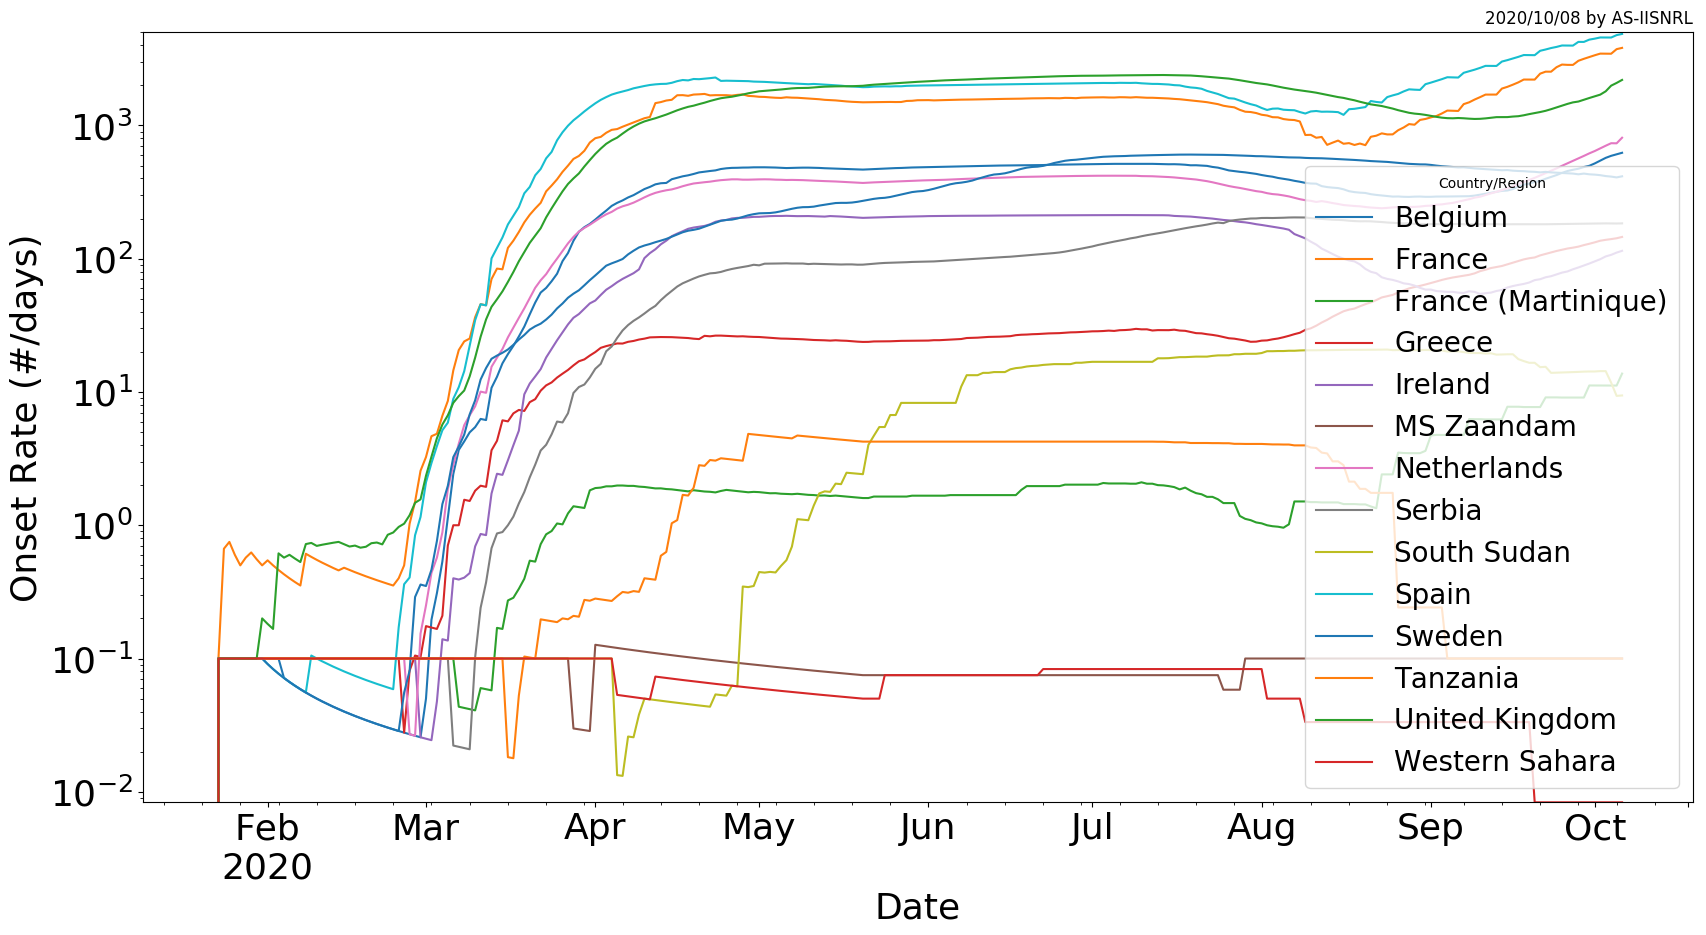 2020/10/08 by AS-IISNRL
Onset Rate (#/days)
10³
10²
10¹
10⁰
10⁻¹
10⁻²
Country/Region
Belgium
France
France (Martinique)
Greece
Ireland
MS Zaandam
Netherlands
Serbia
South Sudan
Spain
Sweden
Tanzania
United Kingdom
Western Sahara
Feb Mar Apr May Jun Jul Aug Sep Oct
2020
Date